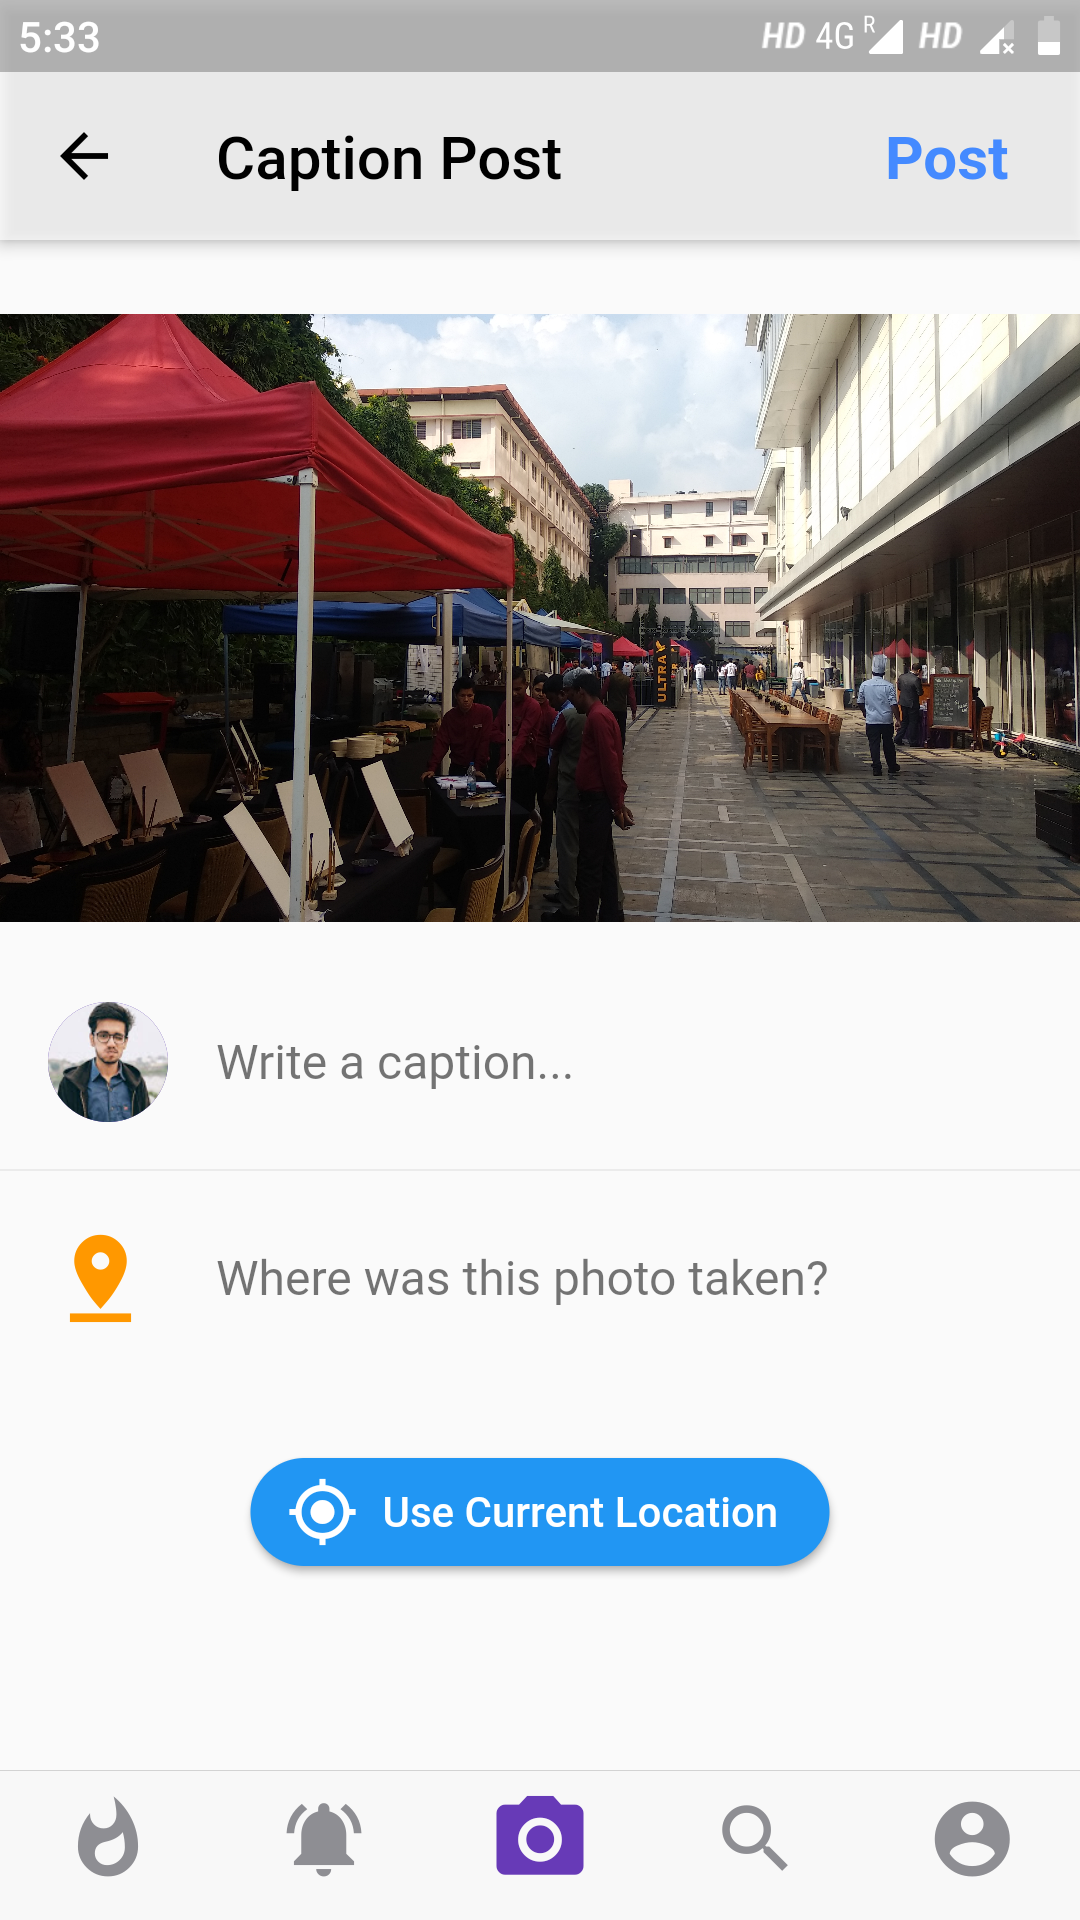 5:33 HD 4G R HD
Caption Post Post
ULTRA
Write a caption...
Where was this photo taken?
Use Current Location